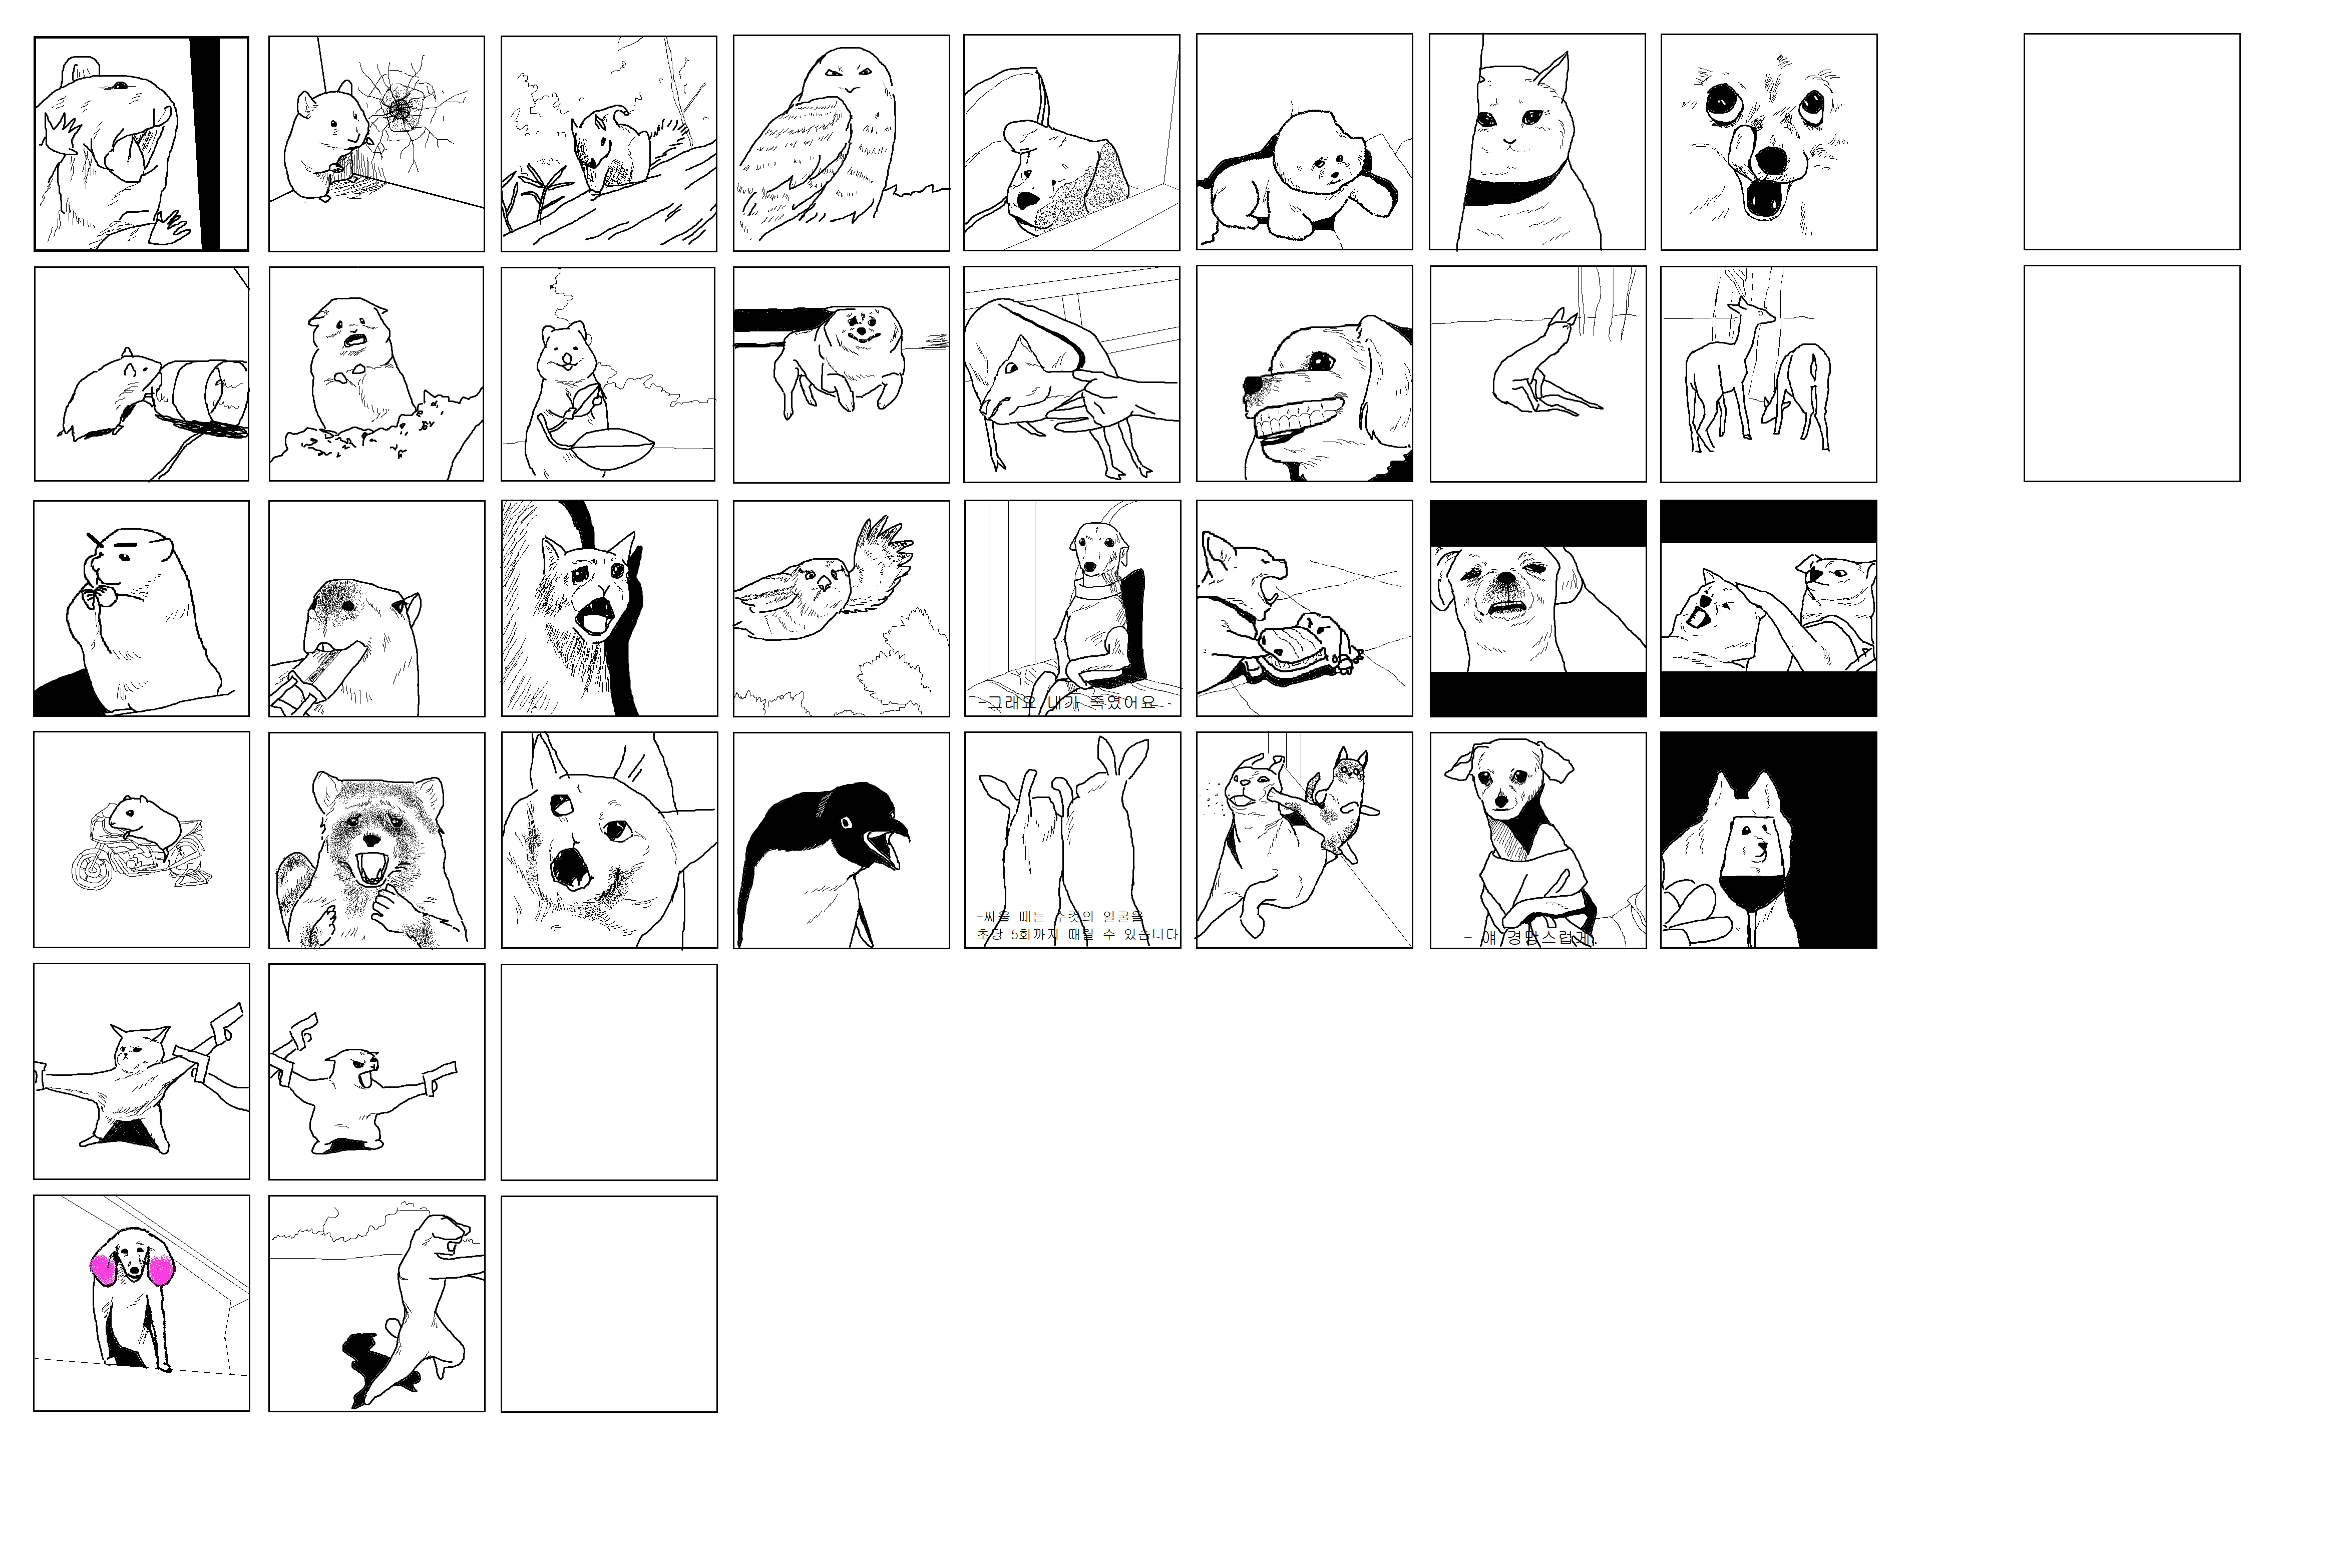 -그래요 내가 죽였어요
-싸울 때는 수컷의 얼굴을
초당 5회까지 때릴 수 있습니다
- 얘 경망스럽게.